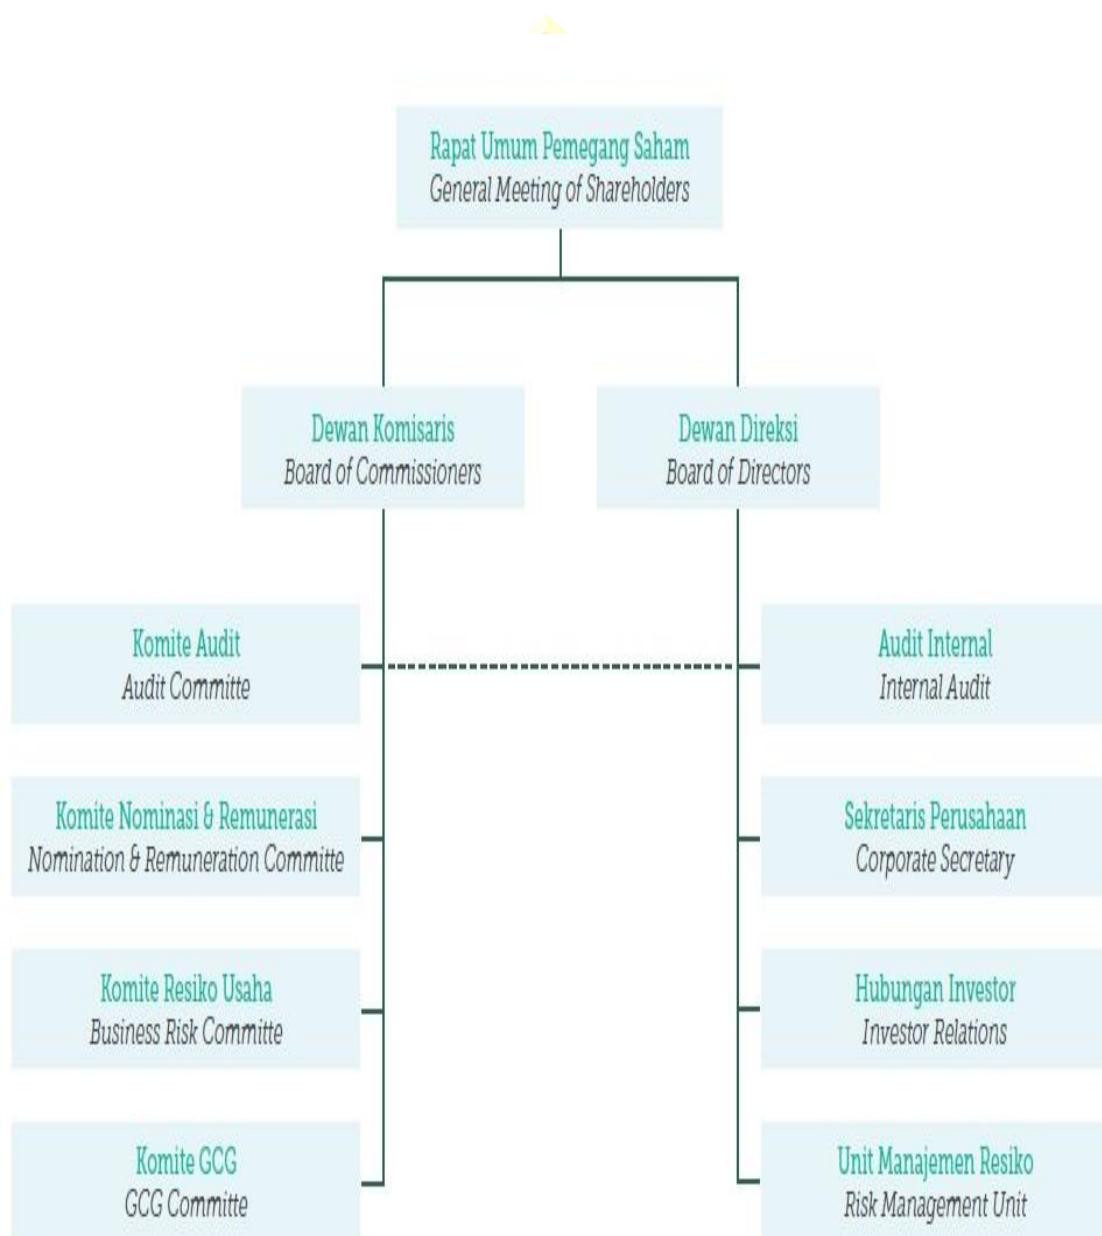 Rapat Umum Pemegang Saham
General Meeting of Shareholders
Dewan Komisaris
Board of Commissioners
Dewan Direksi
Board of Directors
Komite Audit
Audit Committe
Audit Internal
Internal Audit
Komite Nominasi & Remunerasi
Nomination & Remuneration Committe
Sekretaris Perusahaan
Corporate Secretary
Komite Resiko Usaha
Business Risk Committe
Hubungan Investor
Investor Relations
Komite GCG
GCG Committe
Unit Manajemen Resiko
Risk Management Unit